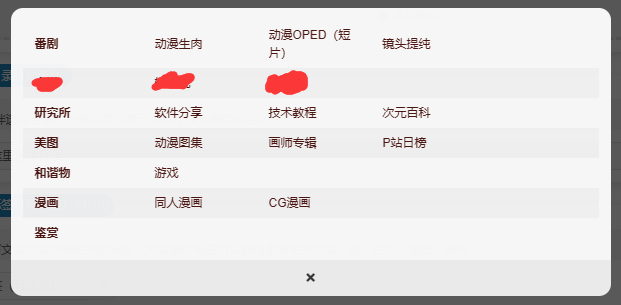 番剧 动漫生肉 动漫OPED（短片） 镜头提纯
研究所 软件分享 技术教程 次元百科
美图 动漫图集 画师专辑 P站日榜
和谐物 游戏
漫画 同人漫画 CG漫画
鉴赏
×